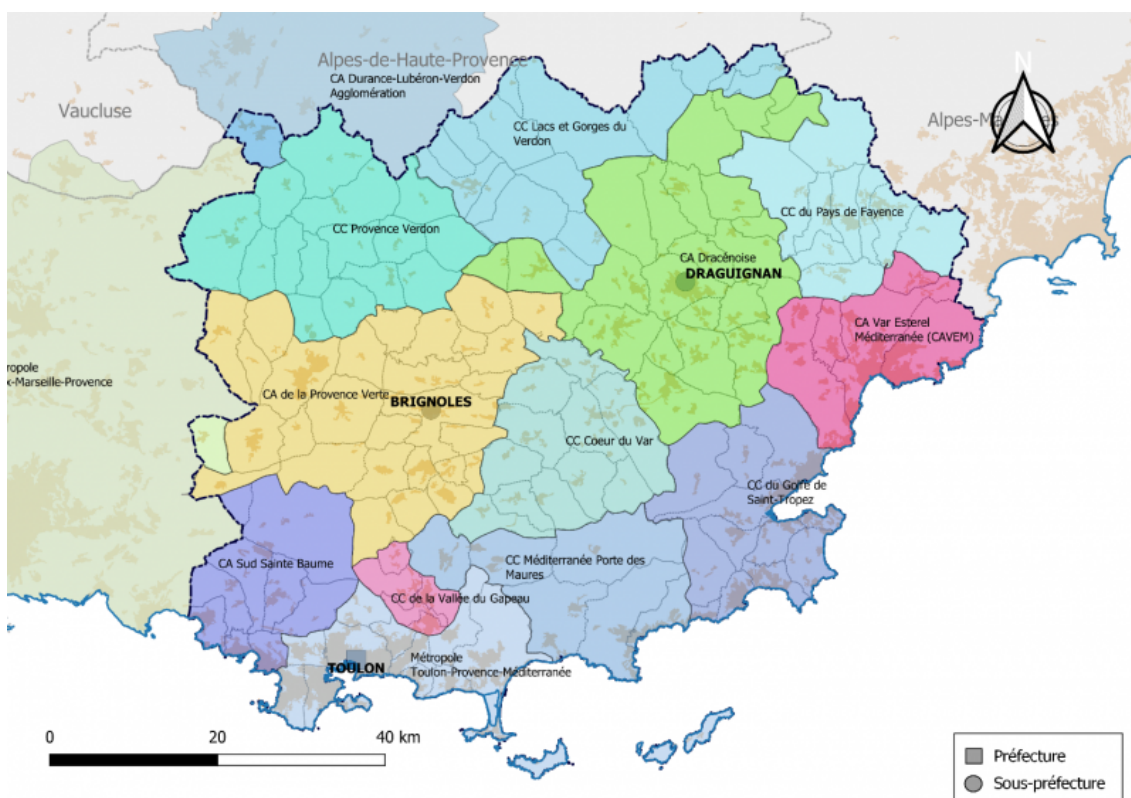 Alpes-de-Haute-Provence
CA Durance-Lubéron-Verdon
Agglomération
Vaucluse
N
CC Lacs et Gorges du
Verdon
CC du Pays de Fayence
CC Provence Verdon
CA Dracénoise
DRAGUIGNAN
CA Var Esterel
Méditerranée (CAVEM)
ropole
x-Marseille-Provence
CA de la Provence Verte
BRIGNOLES
CC Coeur du Var
CC du Golfe de
Saint-Tropez
CA Sud Sainte Baume
CC Méditerranée Porte des
Maures
CC de la Vallée du Gapeau
TOULON
Métropole
Toulon-Provence-Méditerranée
0 20 40 km
Préfecture
Sous-préfecture